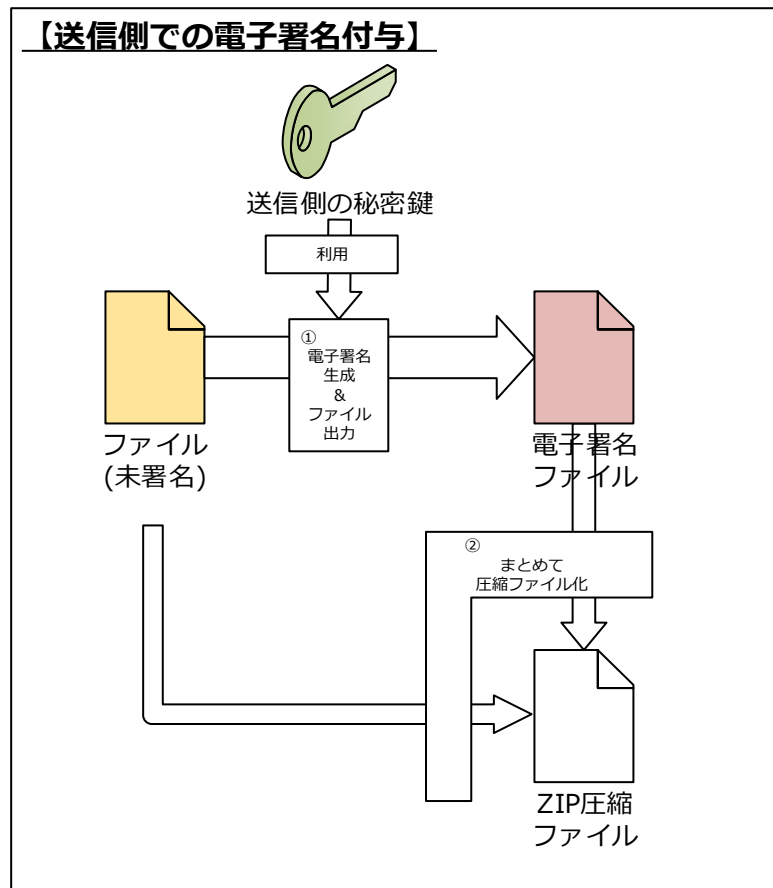 【送信側での電子署名付与】
送信側の秘密鍵
利用
①
電子署名
生成
&
ファイル
出力
ファイル
(未署名)
電子署名
ファイル
②
まとめて
圧縮ファイル化
ZIP圧縮
ファイル